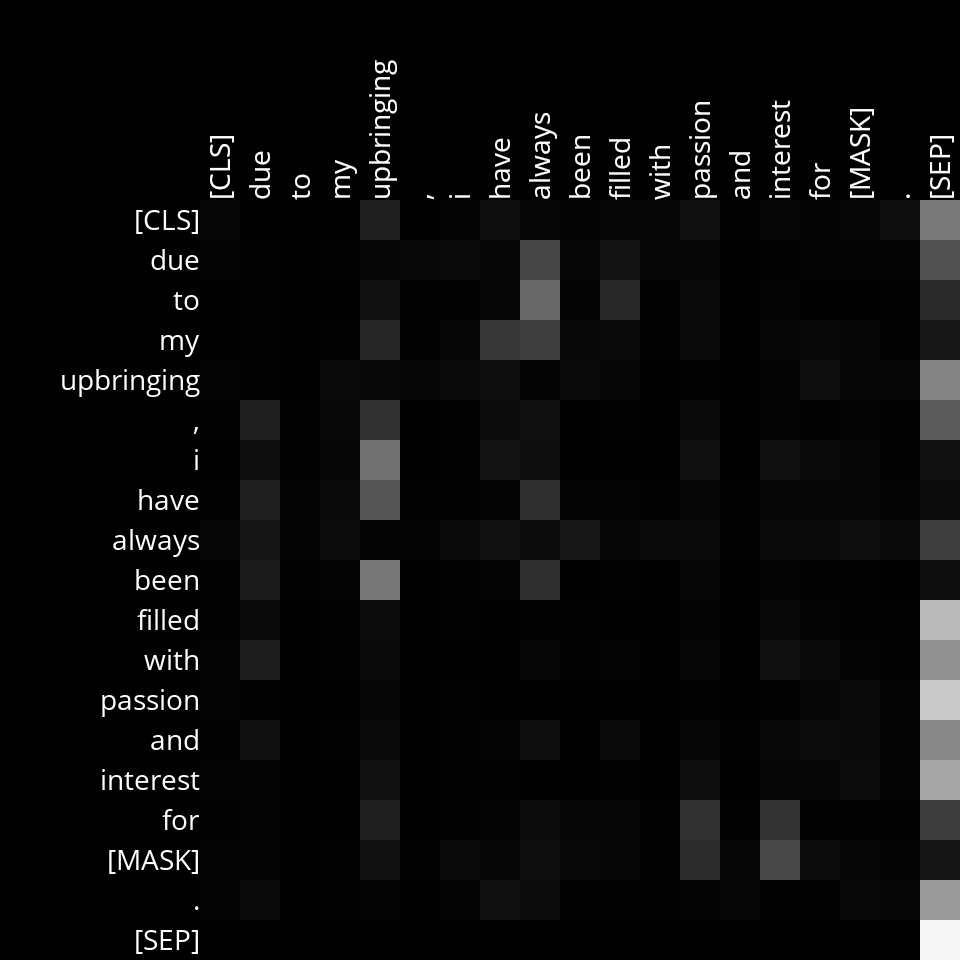 [CLS] due to my upbringing , i have always been filled with passion and interest for [MASK] . [SEP]
[CLS]
due
to
my
upbringing
,
i
have
always
been
filled
with
passion
and
interest
for
[MASK]
.
[SEP]